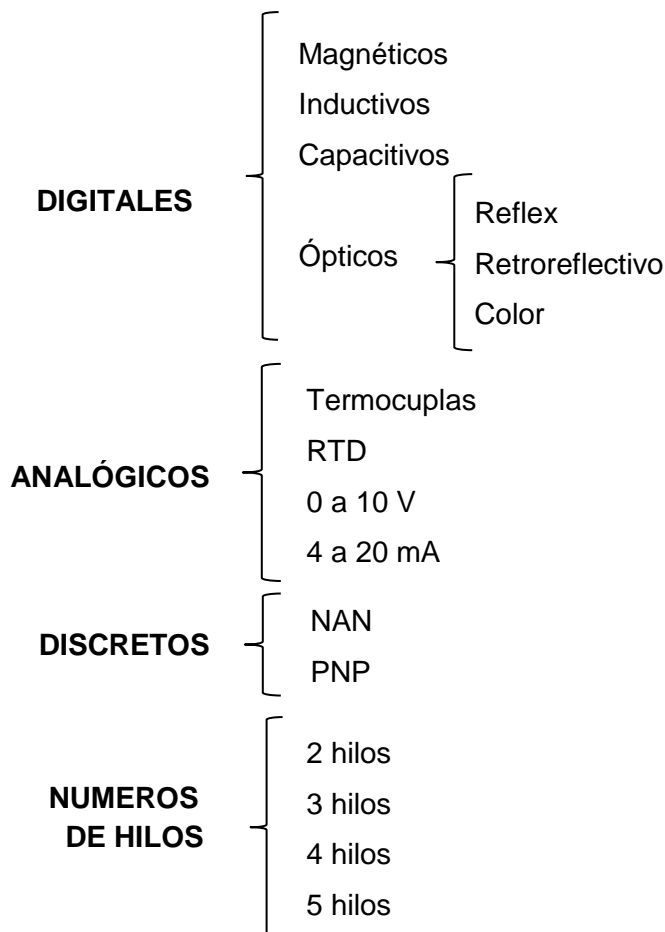 Magnéticos
Inductivos
Capacitivos
DIGITALES
Ópticos
Reflex
Retroreflectivo
Color
Termocuplas
RTD
ANALÓGICOS
0 a 10 V
4 a 20 mA
NAN
DISCRETOS
PNP
2 hilos
NUMEROS
3 hilos
DE HILOS
4 hilos
5 hilos